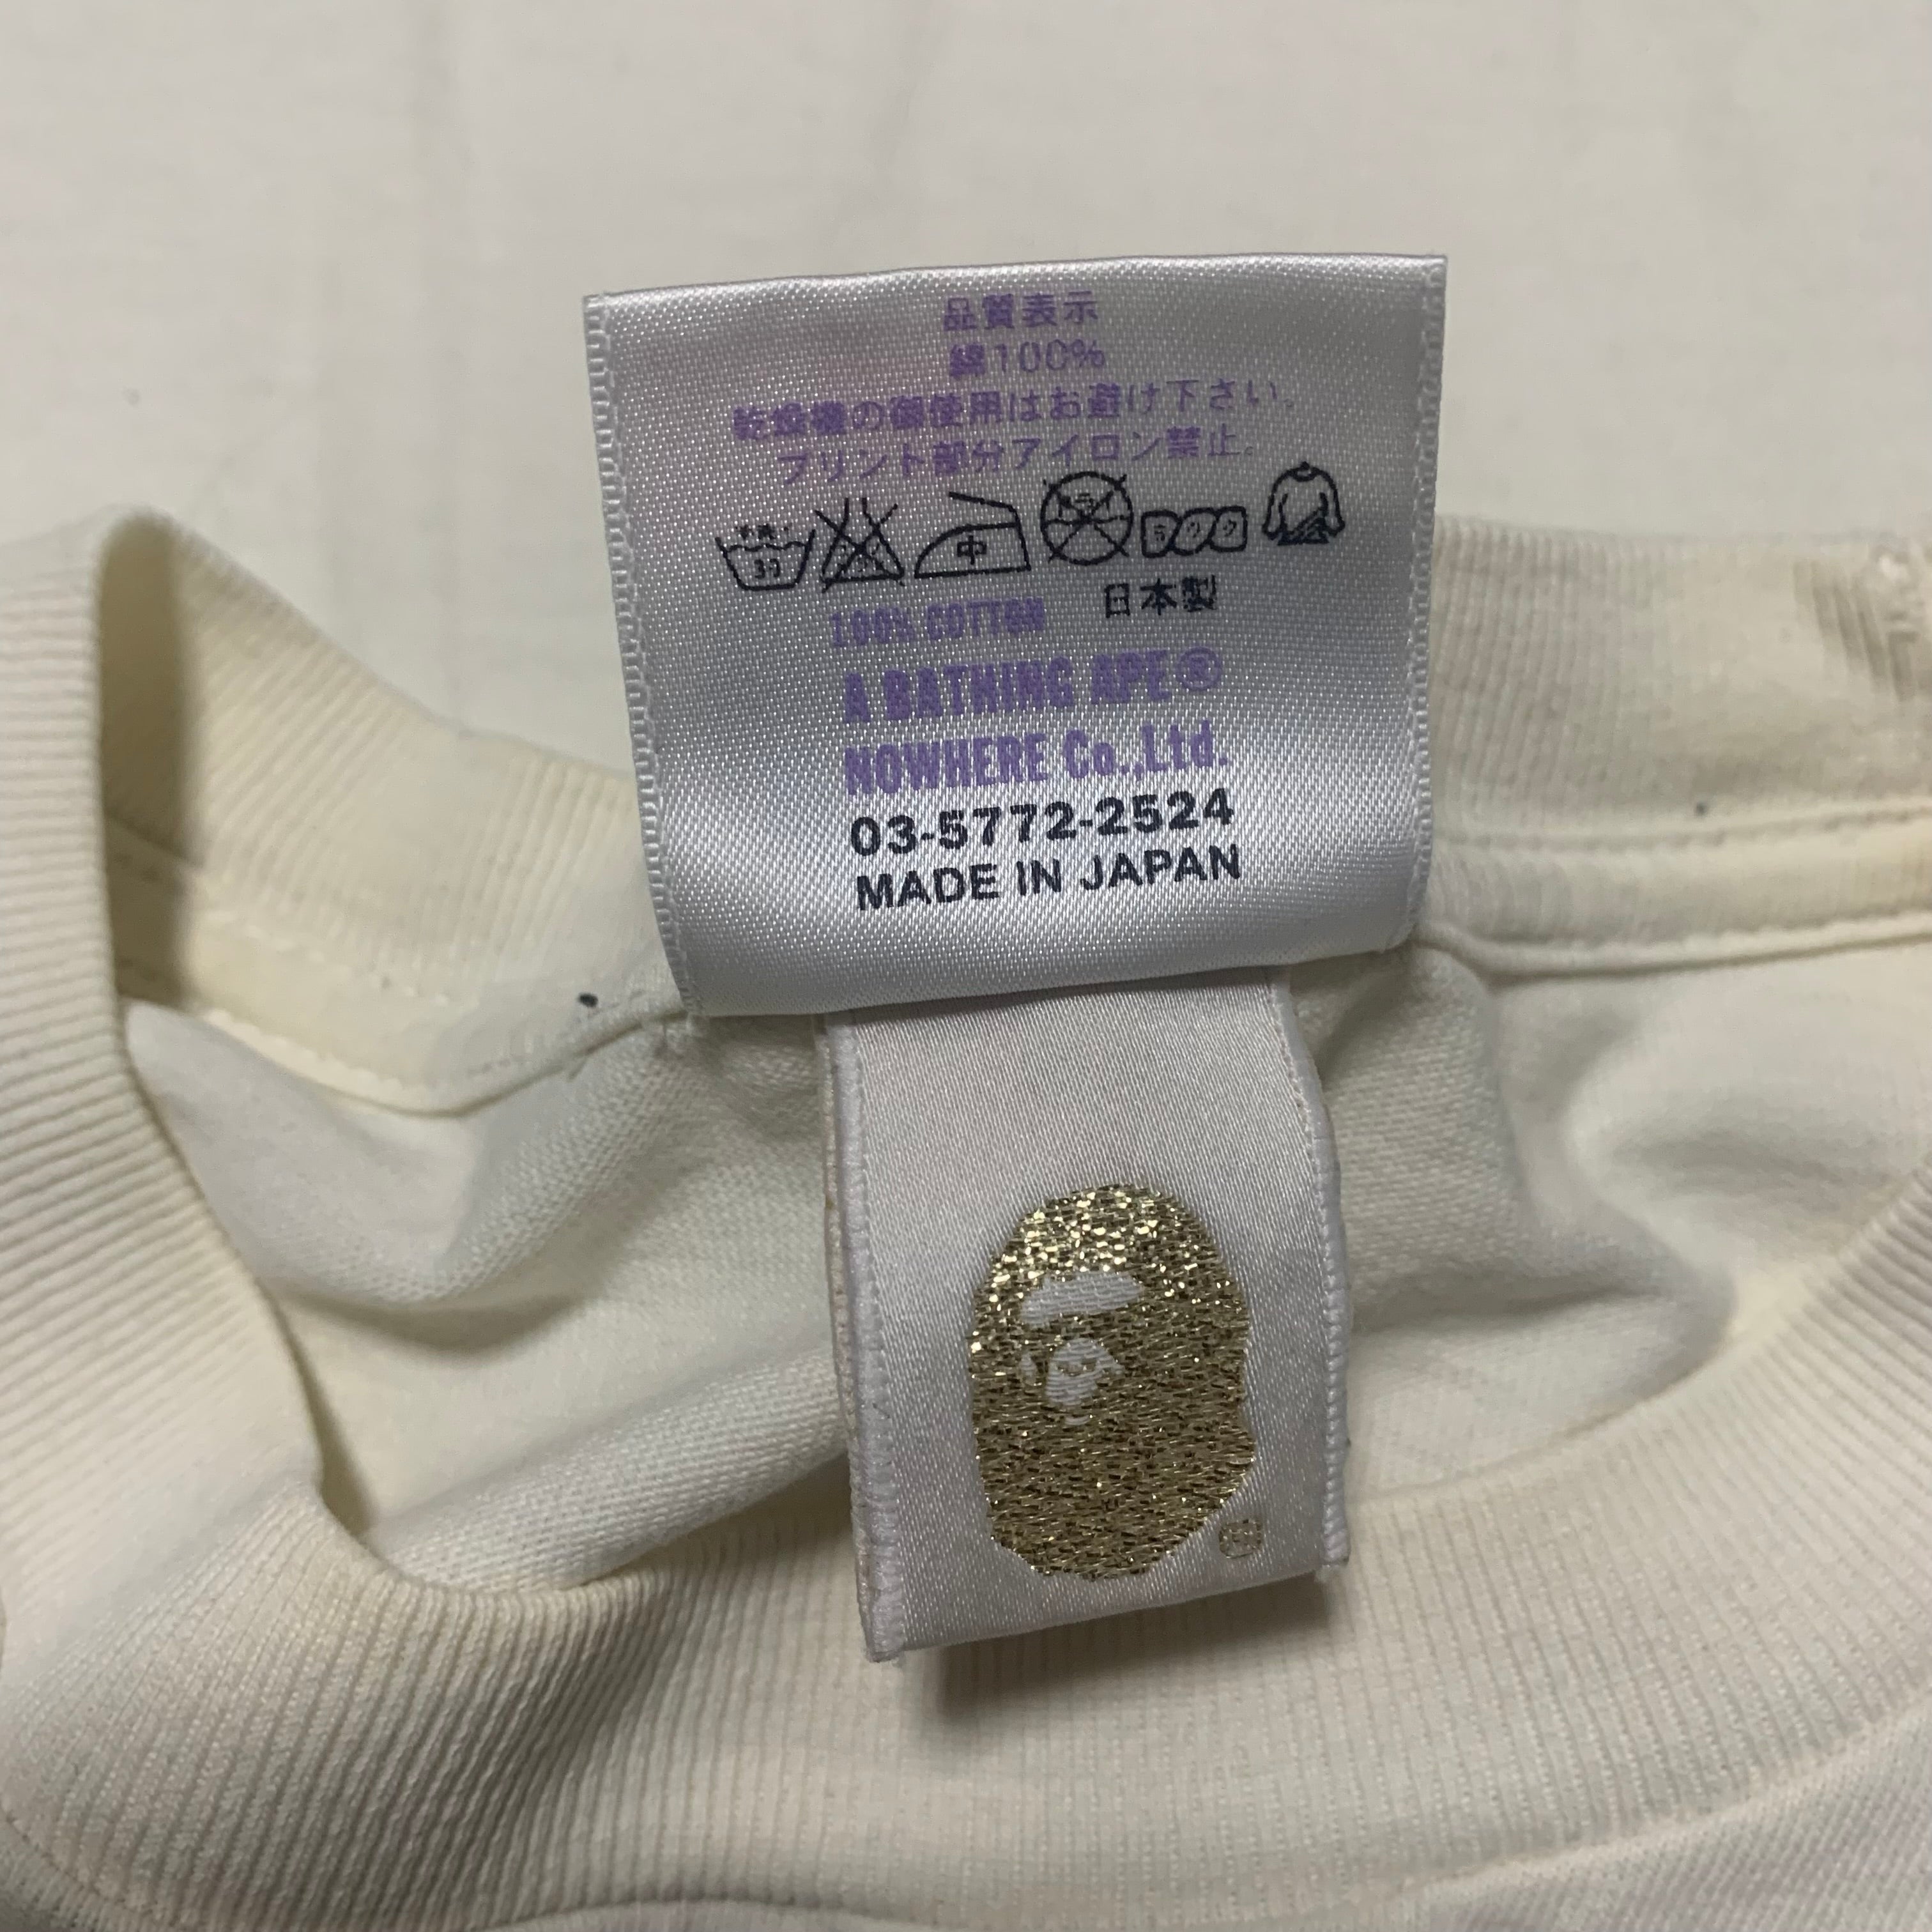 品質表示
綿100%
乾燥機の御使用はお避け下さい。
プリント部分アイロン禁止。
中
日本製
100% COTTON
A BATHING APE®
NOWHERE Co.,Ltd.
03-5772-2524
MADE IN JAPAN